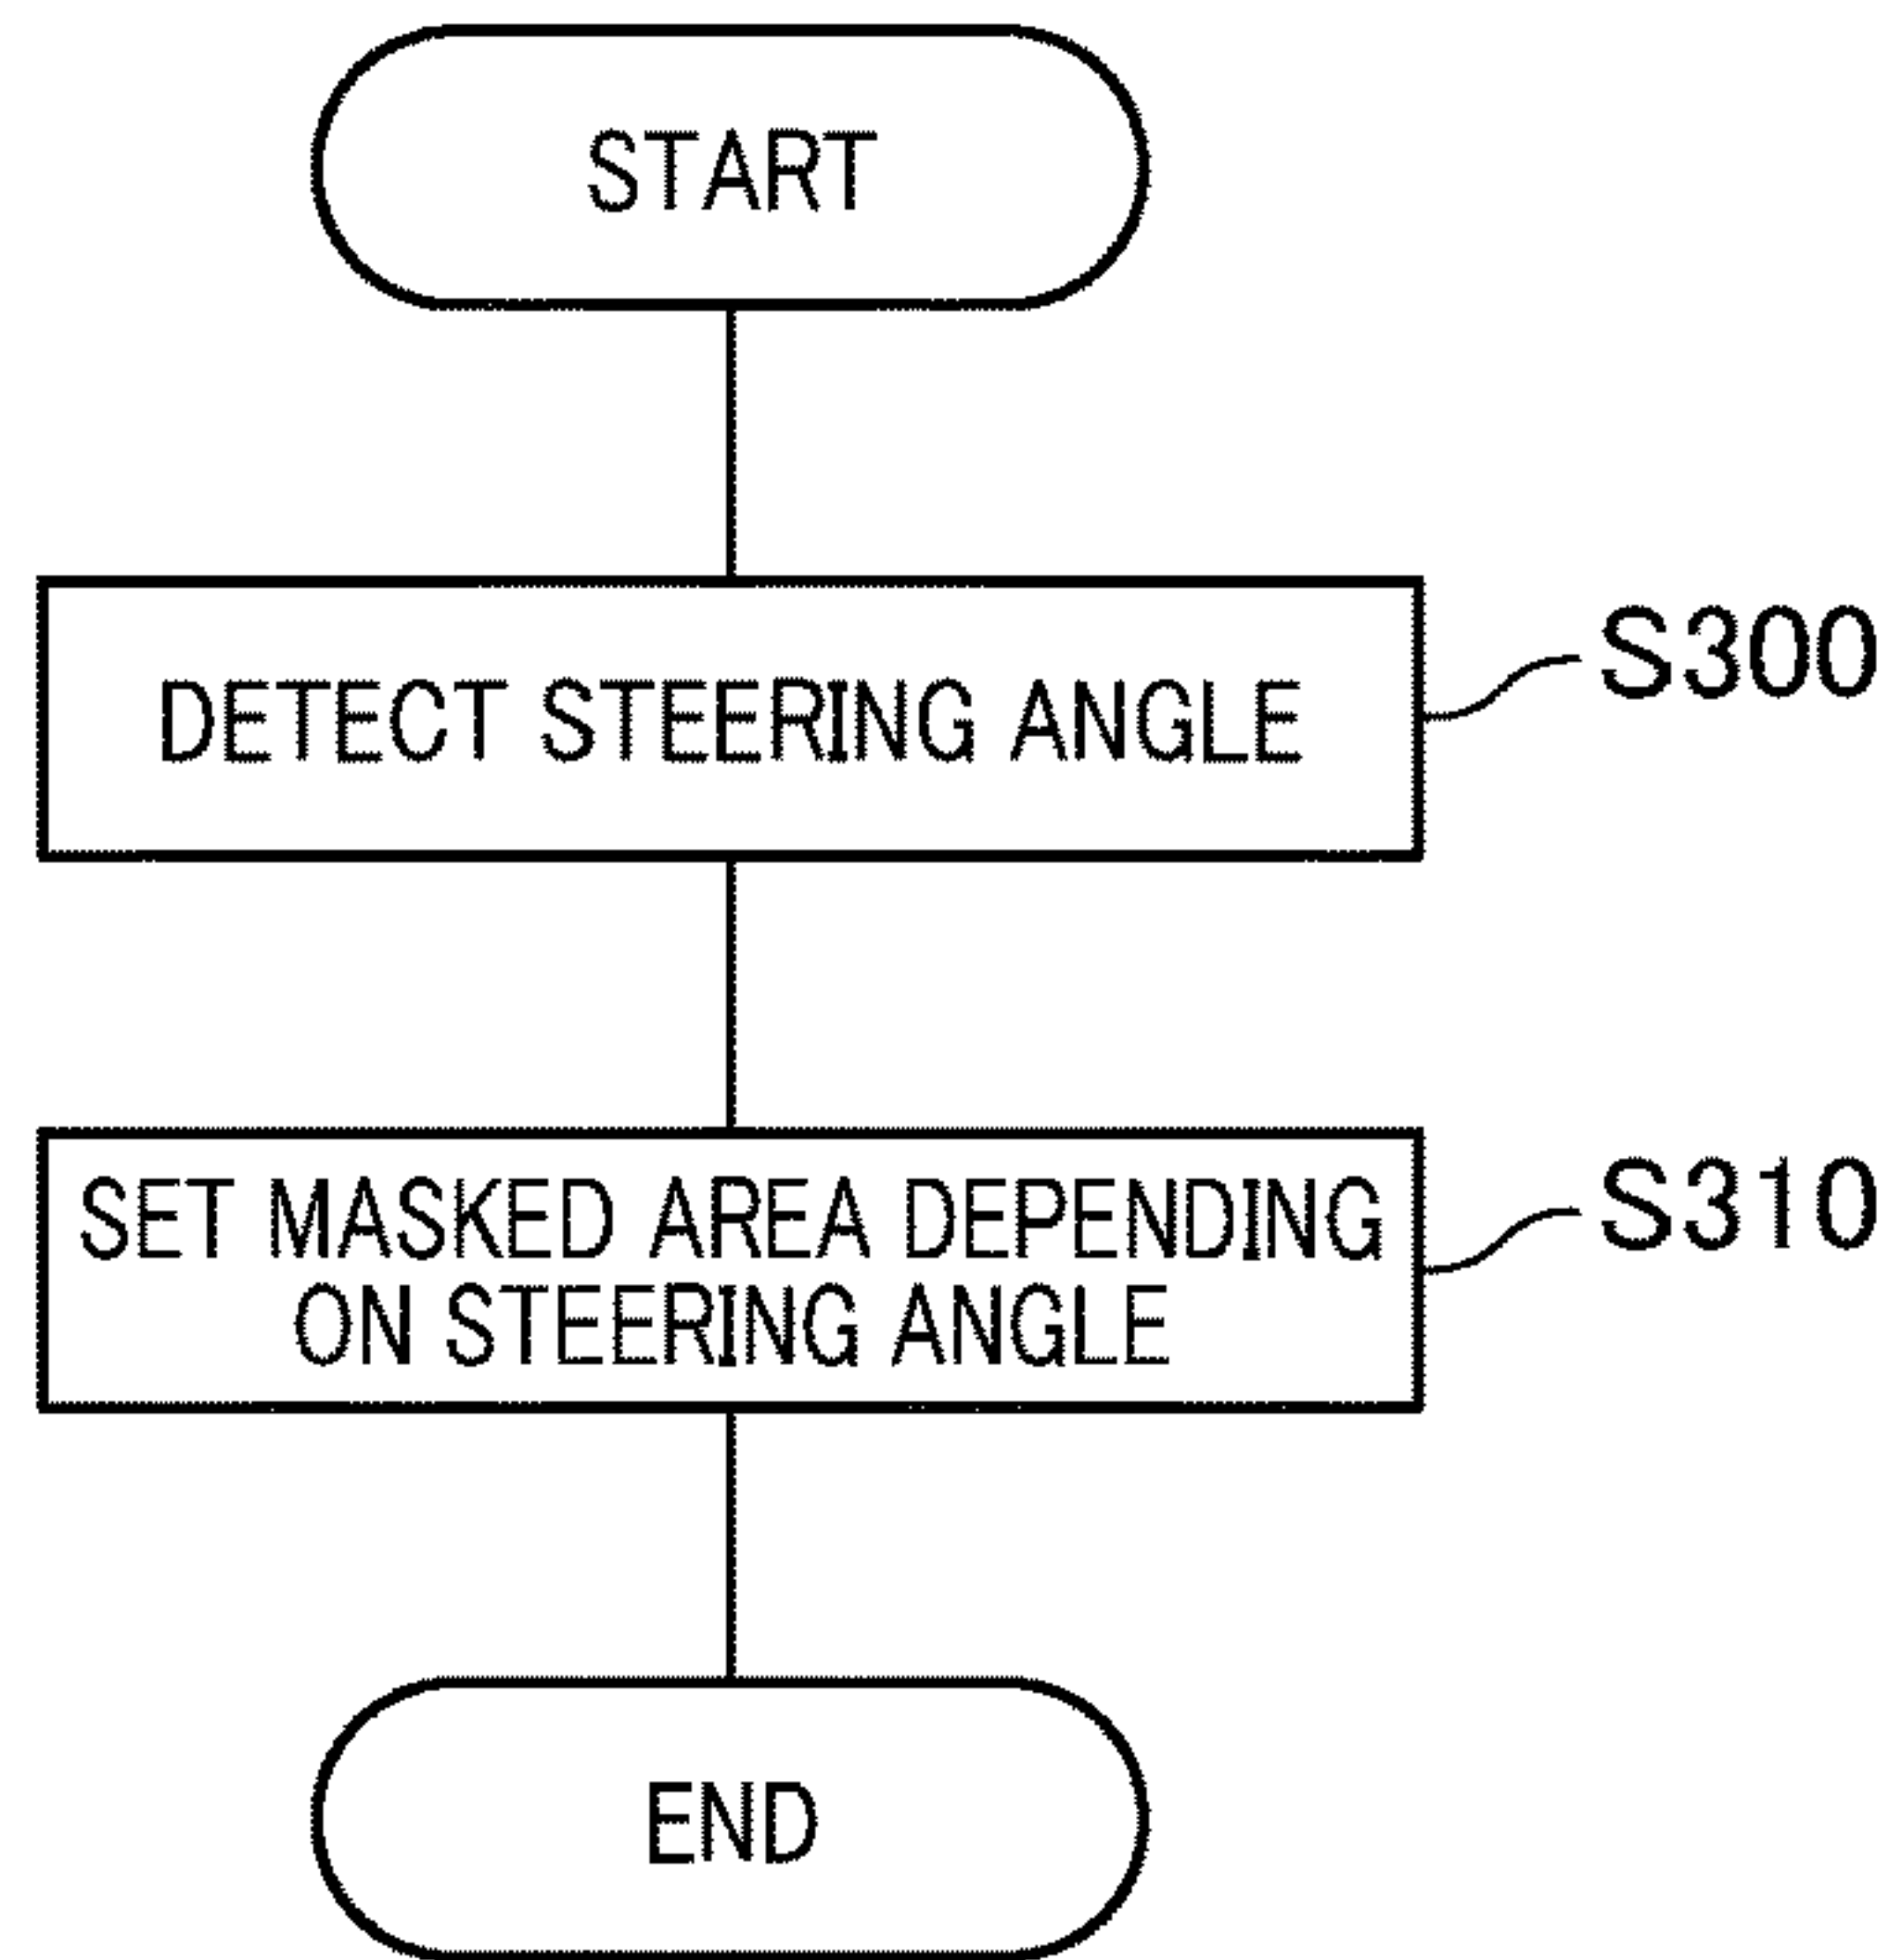 START
DETECT STEERING ANGLE
S300
SET MASKED AREA DEPENDING
ON STEERING ANGLE
S310
END